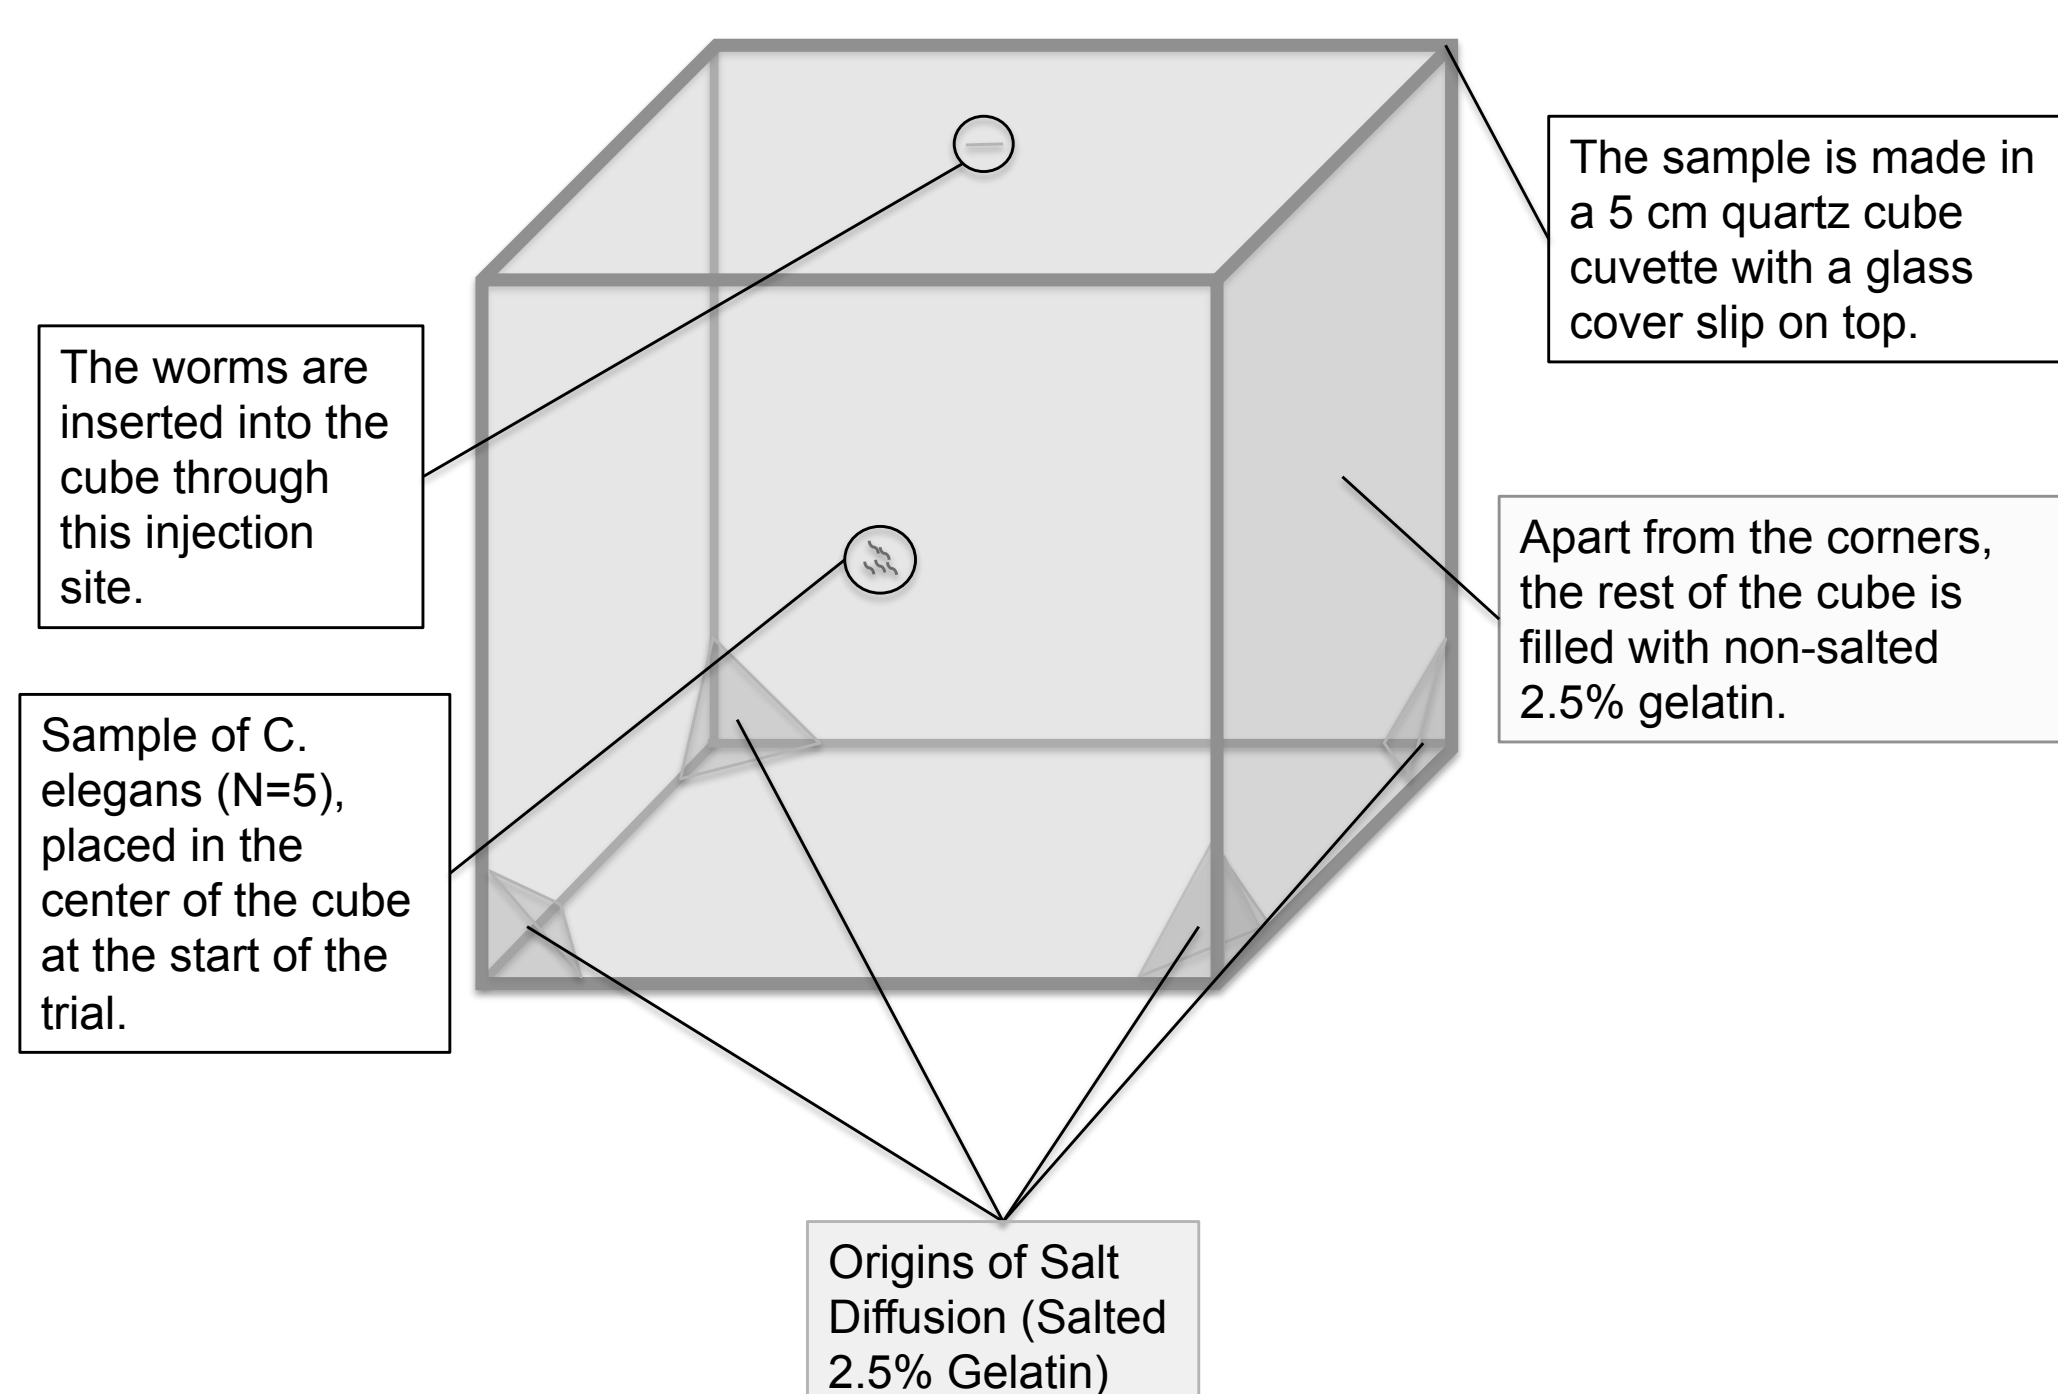 The sample is made in
a 5 cm quartz cube
cuvette with a glass
cover slip on top.
The worms are
inserted into the
cube through
this injection
site.
Apart from the corners,
the rest of the cube is
filled with non-salted
2.5% gelatin.
Sample of C.
elegans (N=5),
placed in the
center of the cube
at the start of the
trial.
Origins of Salt
Diffusion (Salted
2.5% Gelatin)